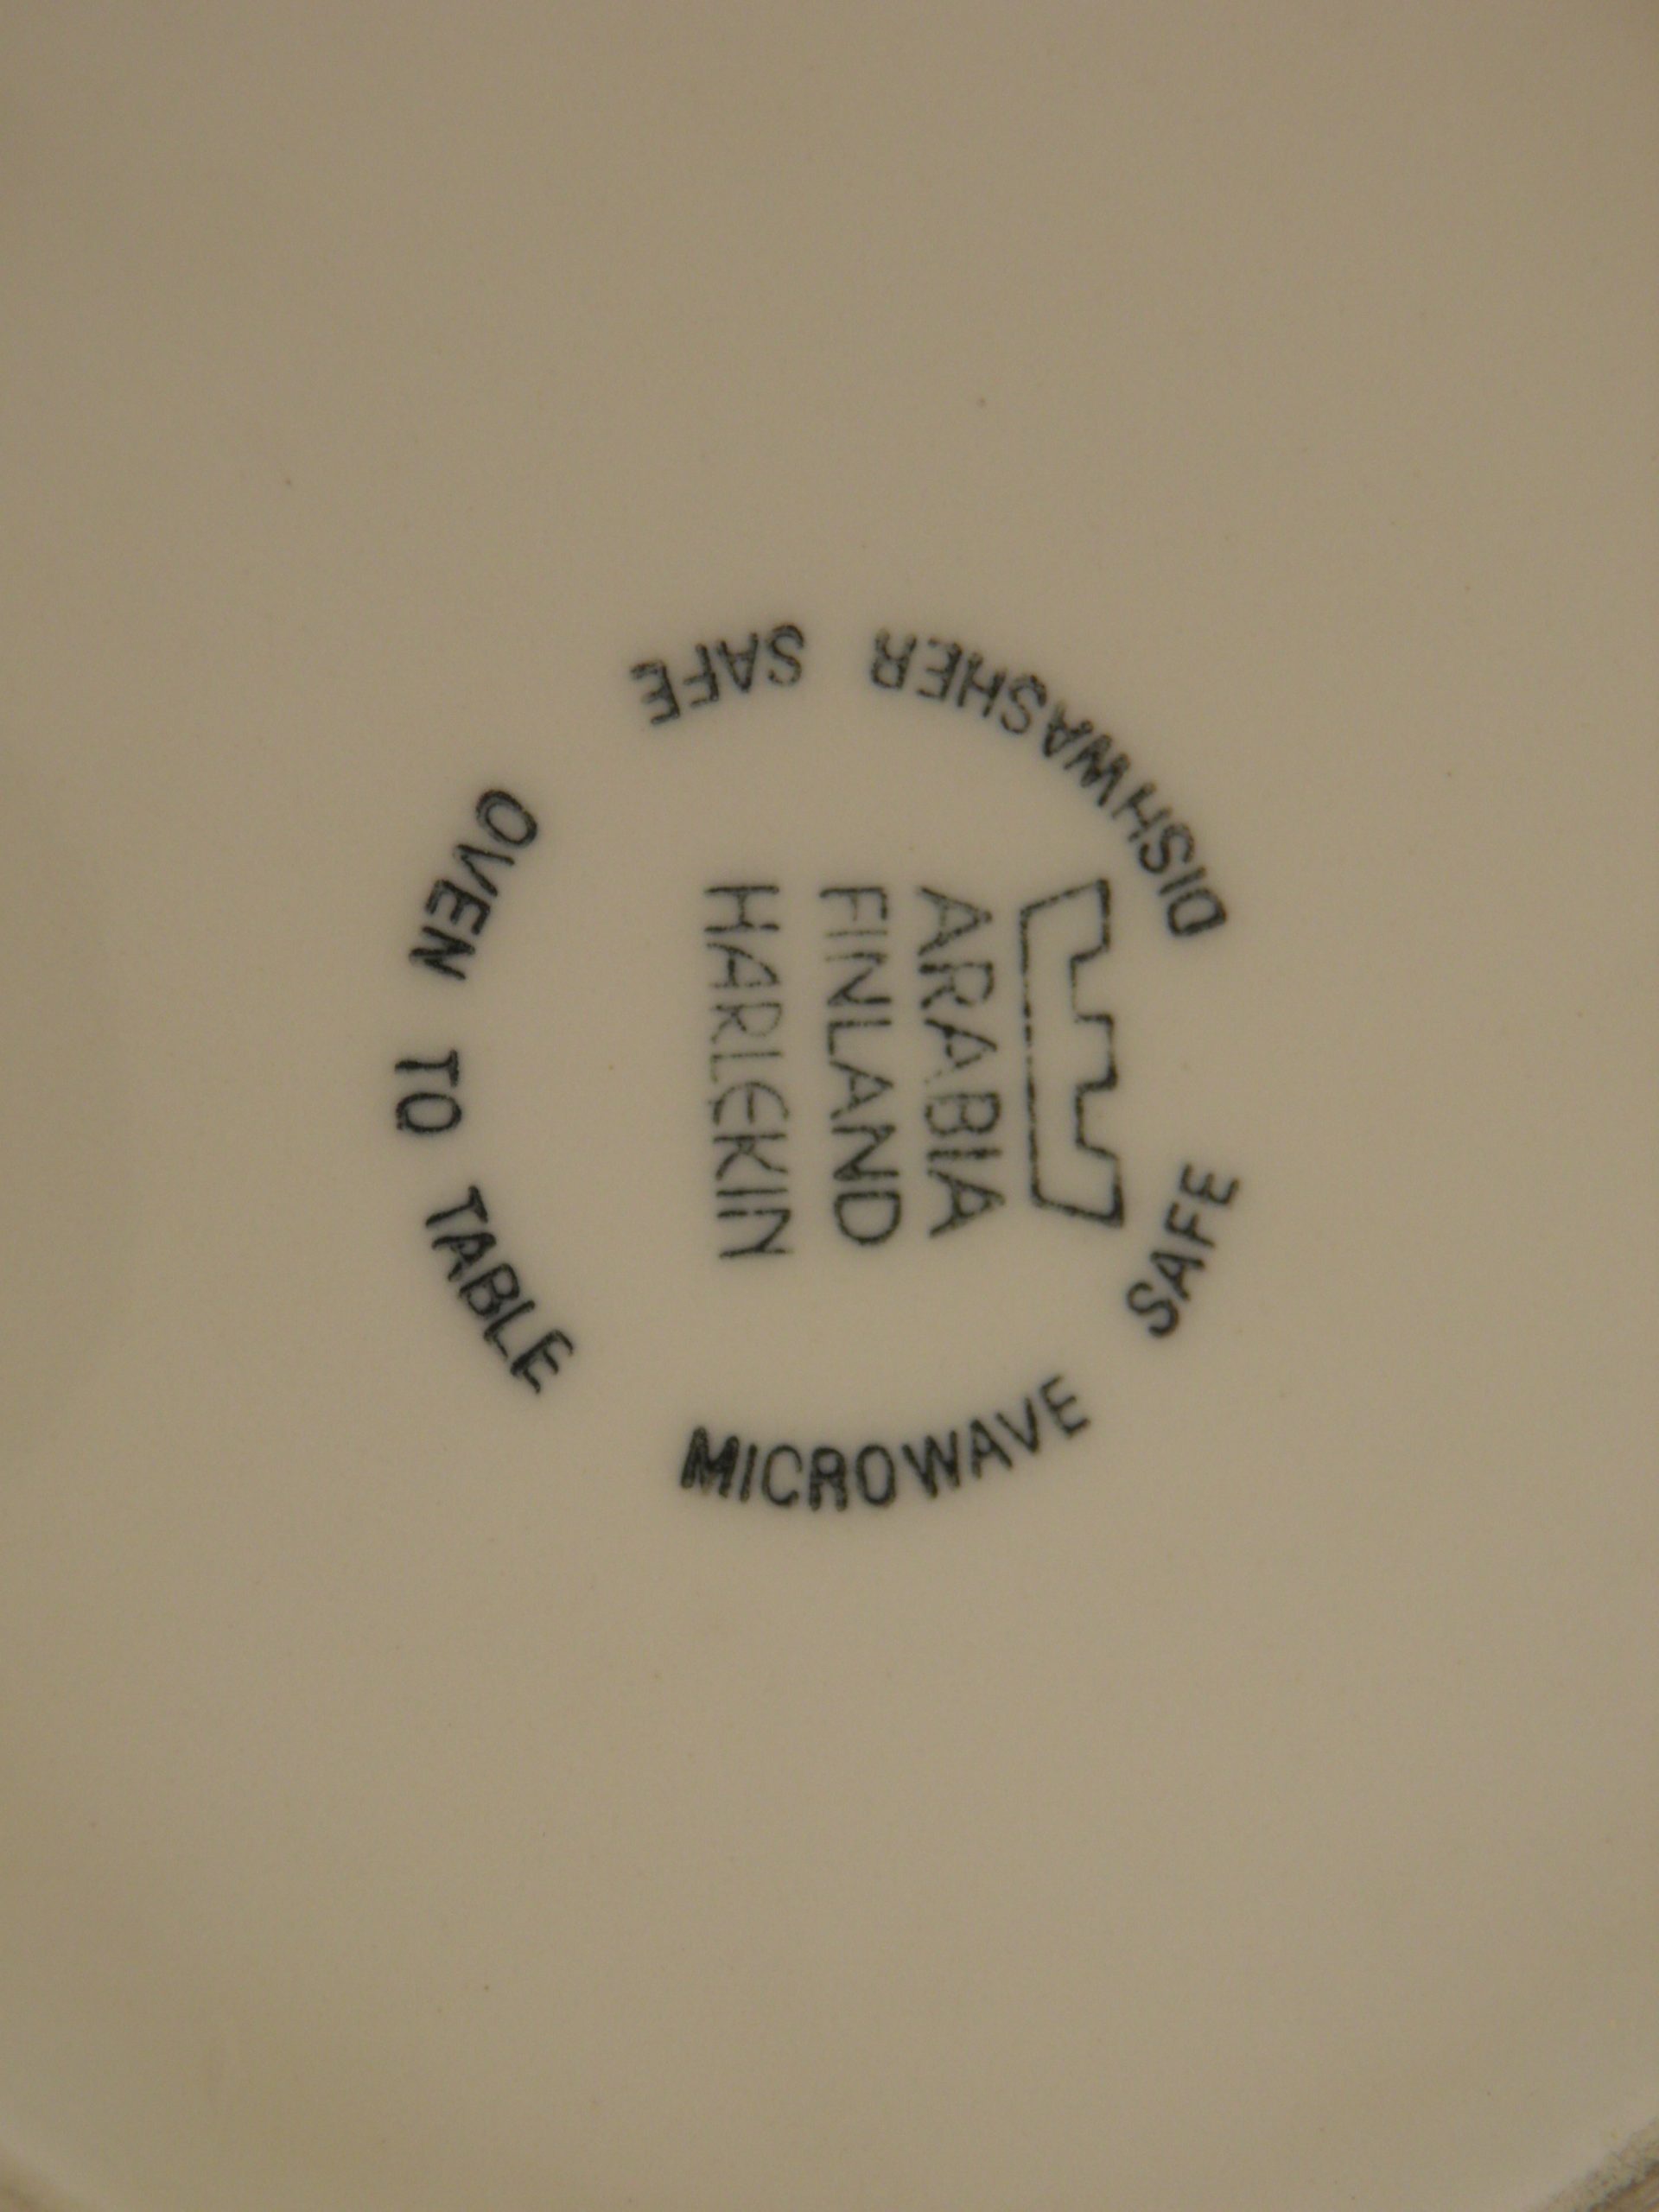 ARABIA
FINLAND
HARLEKIN
DISHWASHER SAFE
OVEN TO TABLE
MICROWAVE SAFE